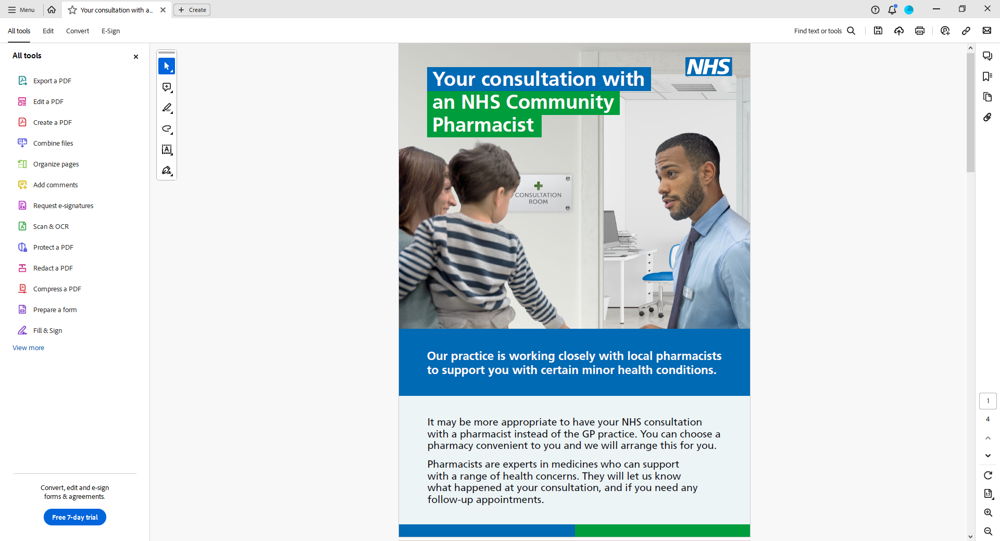 Menu
Your consultation with a...
Create
All tools
Edit
Convert
E-Sign
Find text or tools
All tools
Export a PDF
Edit a PDF
Create a PDF
Combine files
Organize pages
Add comments
Request e-signatures
Scan & OCR
Protect a PDF
Redact a PDF
Compress a PDF
Prepare a form
Fill & Sign
View more
Convert, edit and e-sign
forms & agreements.
Free 7-day trial
NHS
Your consultation with
an NHS Community
Pharmacist
CONSULTATION
ROOM
Our practice is working closely with local pharmacists
to support you with certain minor health conditions.
It may be more appropriate to have your NHS consultation
with a pharmacist instead of the GP practice. You can choose a
pharmacy convenient to you and we will arrange this for you.
Pharmacists are experts in medicines who can support
with a range of health concerns. They will let us know
what happened at your consultation, and if you need any
follow-up appointments.
1
4